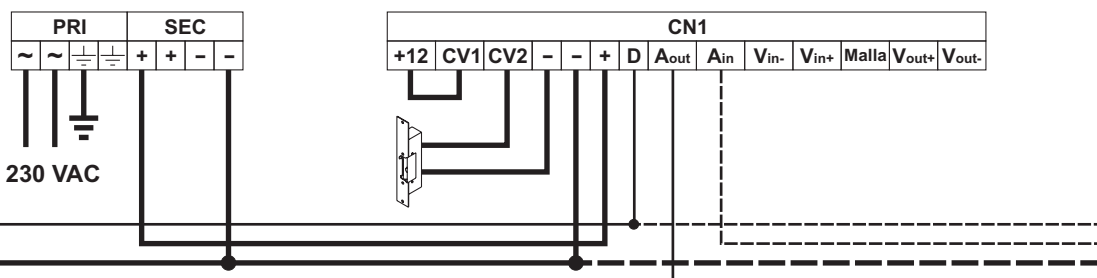 PRI SEC CN1
~ ~ + + – – +12 CV1 CV2 – – + D Aout Ain Vin- Vin+ Malla Vout+ Vout-
230 VAC